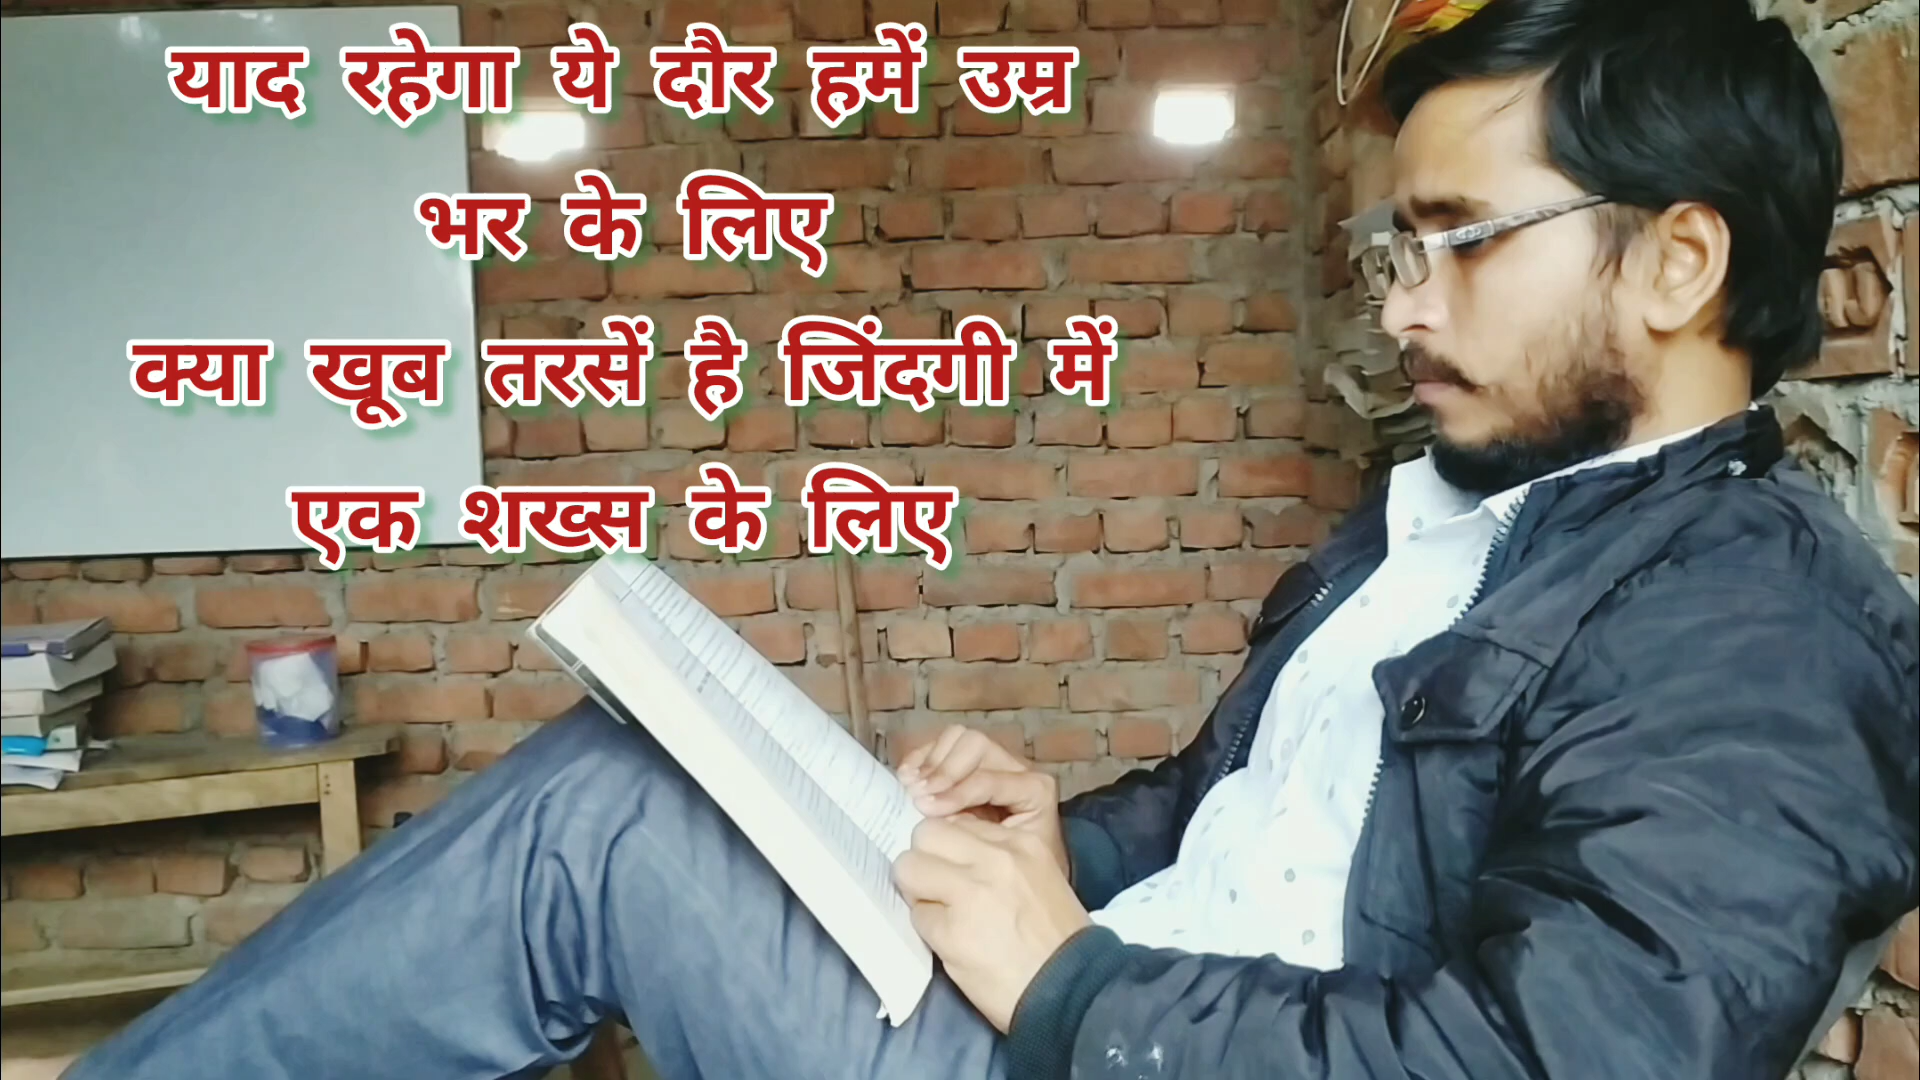 याद रहेगा ये दौर हमें उम्र
भर के लिए
क्या खूब तरसें है जिंदगी में
एक शख्स के लिए